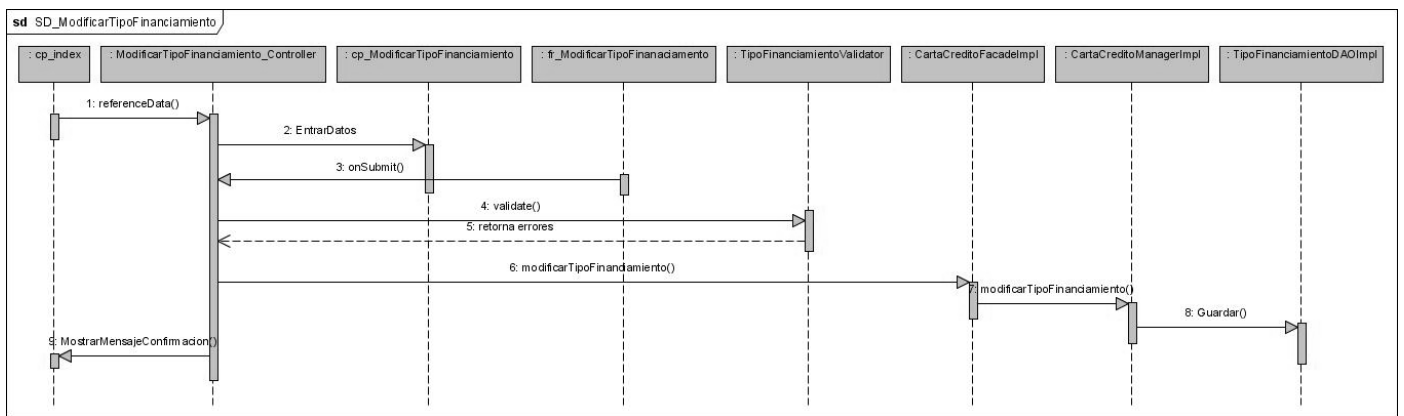 sd SD_ModificarTipoFinanciamiento
: cp_index
: ModificarTipoFinanciamiento_Controller
: cp_ModificarTipoFinanciamiento
: fr_ModificarTipoFinanaciamento
: TipoFinanciamientoValidator
: CartaCreditoFacadeImpl
: CartaCreditoManagerImpl
: TipoFinanciamientoDAOImpl
1: referenceData()
2: EntrarDatos
3: onSubmit()
4: validate()
5: retorna errores
6: modificarTipoFinanciamiento()
7: modificarTipoFinanciamiento()
8: Guardar()
9: MostrarMensajeConfirmacion()